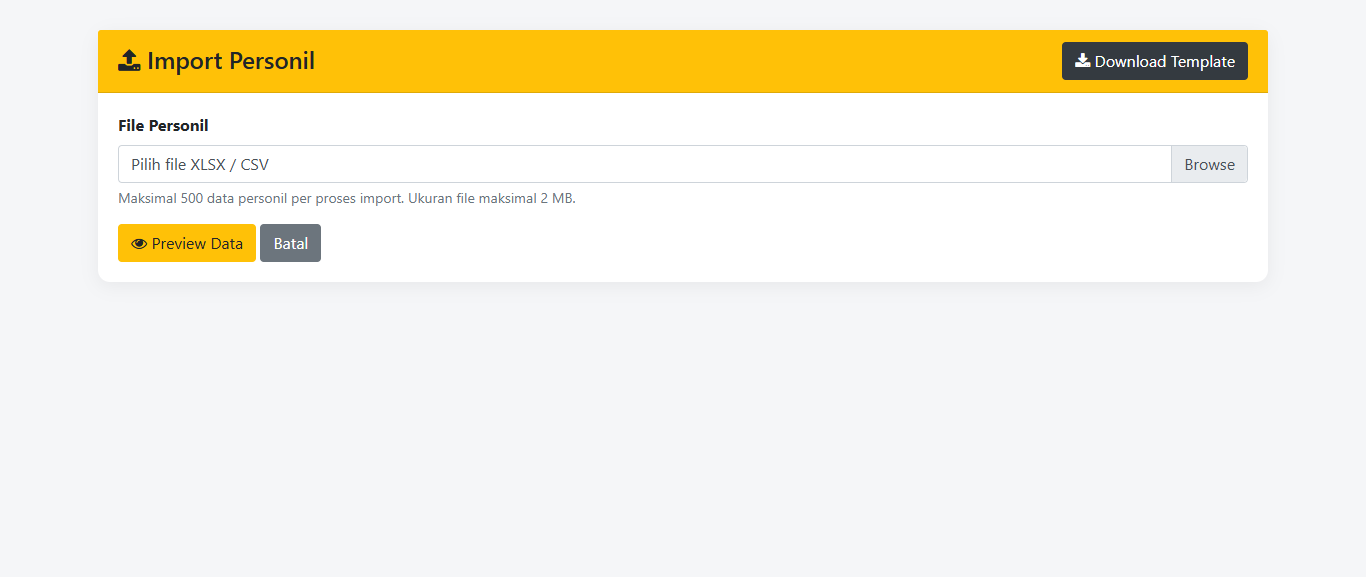 Import Personil
Download Template
File Personil
Pilih file XLSX / CSV
Browse
Maksimal 500 data personil per proses import. Ukuran file maksimal 2 MB.
Preview Data
Batal